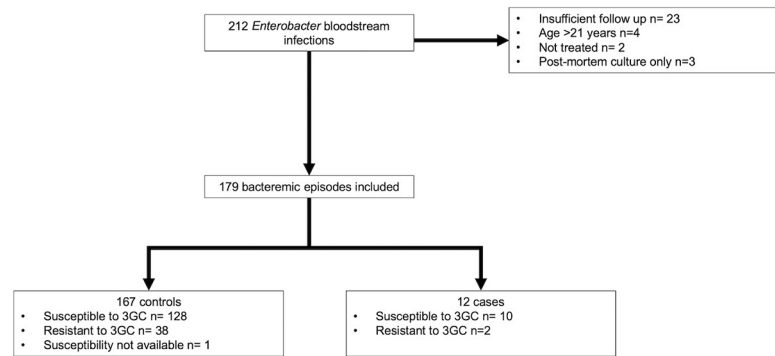 212 Enterobacter bloodstream
infections
• Insufficient follow up n= 23
• Age >21 years n=4
• Not treated n= 2
• Post-mortem culture only n=3
179 bacteremic episodes included
167 controls
• Susceptible to 3GC n= 128
• Resistant to 3GC n= 38
• Susceptibility not available n= 1
12 cases
• Susceptible to 3GC n= 10
• Resistant to 3GC n=2